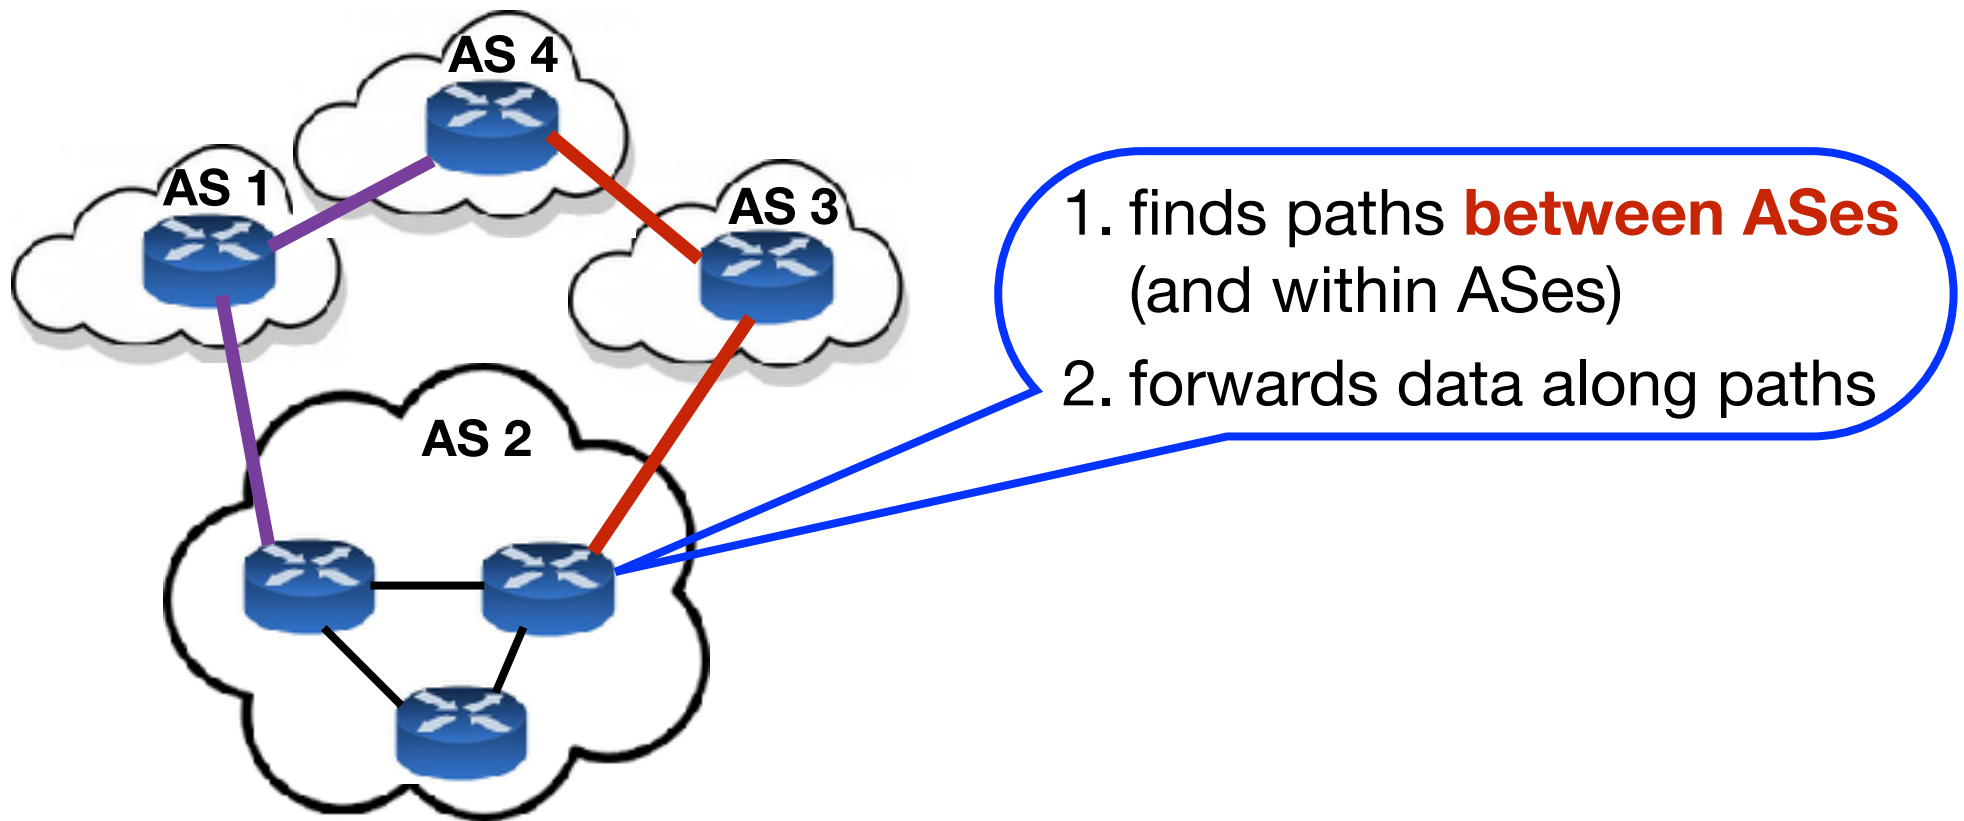 AS 4
AS 1
AS 3
AS 2
1. finds paths between ASes
(and within ASes)
2. forwards data along paths